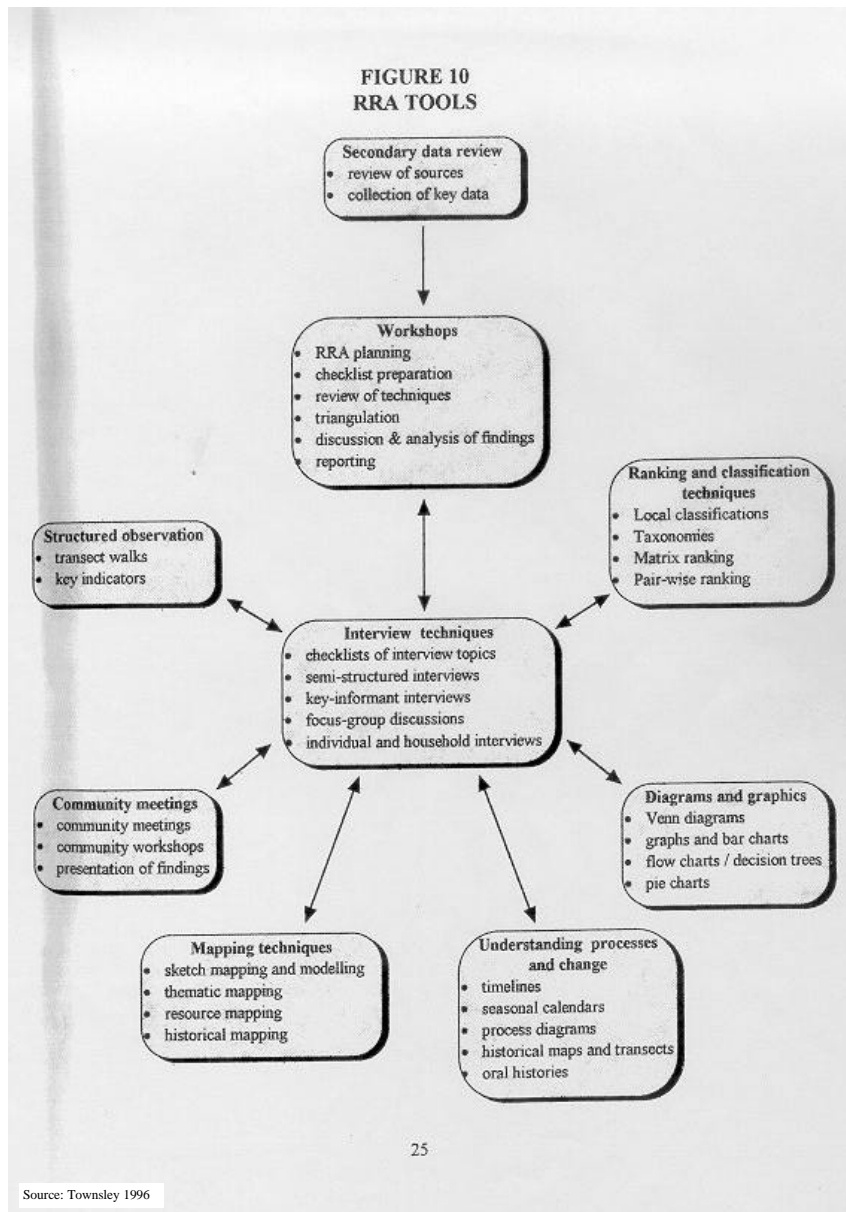 FIGURE 10
RRA TOOLS
Secondary data review
• review of sources
• collection of key data
Workshops
• RRA planning
• checklist preparation
• review of techniques
• triangulation
• discussion & analysis of findings
• reporting
Ranking and classification
techniques
• Local classifications
• Taxonomies
• Matrix ranking
• Pair-wise ranking
Structured observation
• transect walks
• key indicators
Interview techniques
• checklists of interview topics
• semi-structured interviews
• key-informant interviews
• focus-group discussions
• individual and household interviews
Community meetings
• community meetings
• community workshops
• presentation of findings
Diagrams and graphics
• Venn diagrams
• graphs and bar charts
• flow charts / decision trees
• pie charts
Mapping techniques
• sketch mapping and modelling
• thematic mapping
• resource mapping
• historical mapping
Understanding processes
and change
• timelines
• seasonal calendars
• process diagrams
• historical maps and transects
• oral histories
25
Source: Townsley 1996